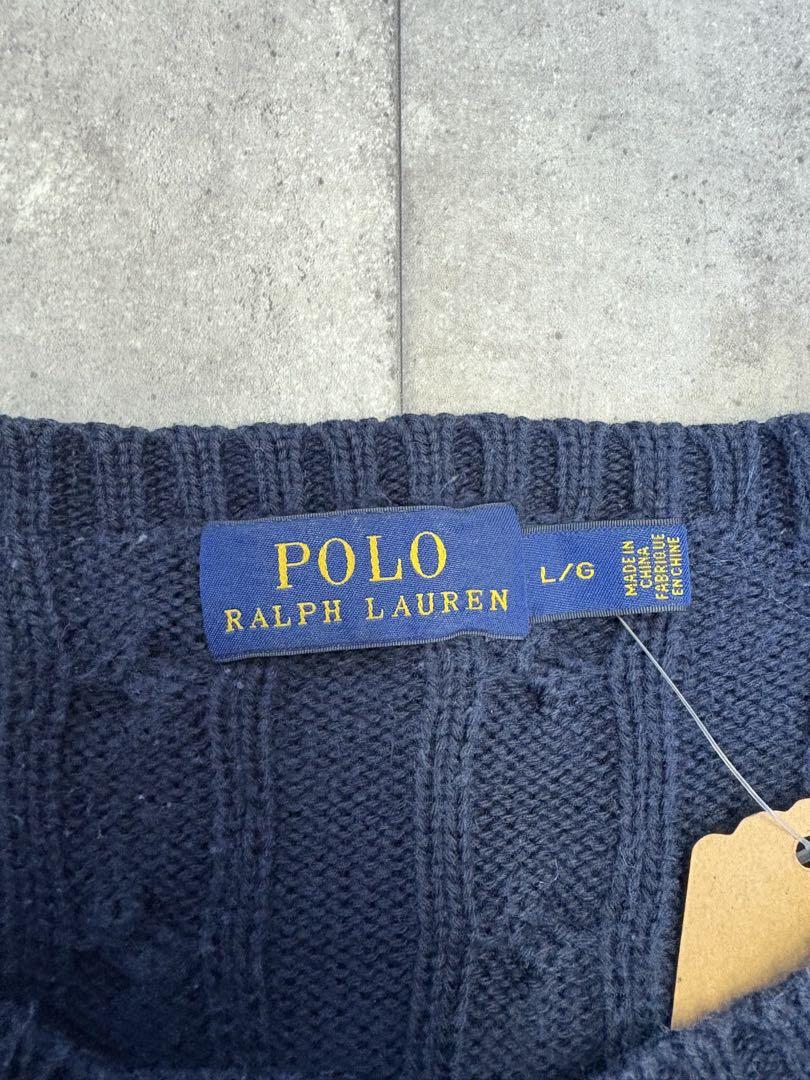 POLO
RALPH LAUREN
L/G
MADE IN
CHINA
FABRIQUE
EN CHINE